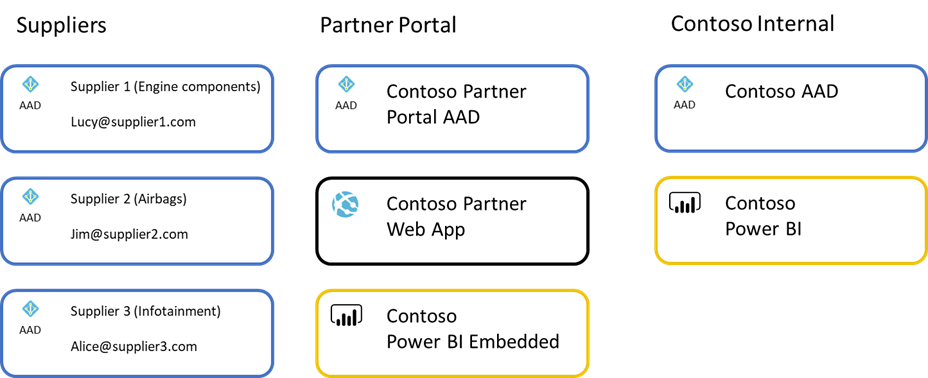 Suppliers
AAD
Supplier 1 (Engine components)
Lucy@supplier1.com
AAD
Supplier 2 (Airbags)
Jim@supplier2.com
AAD
Supplier 3 (Infotainment)
Alice@supplier3.com
Partner Portal
AAD
Contoso Partner
Portal AAD
Contoso Partner
Web App
Contoso
Power BI Embedded
Contoso Internal
AAD
Contoso AAD
Contoso
Power BI